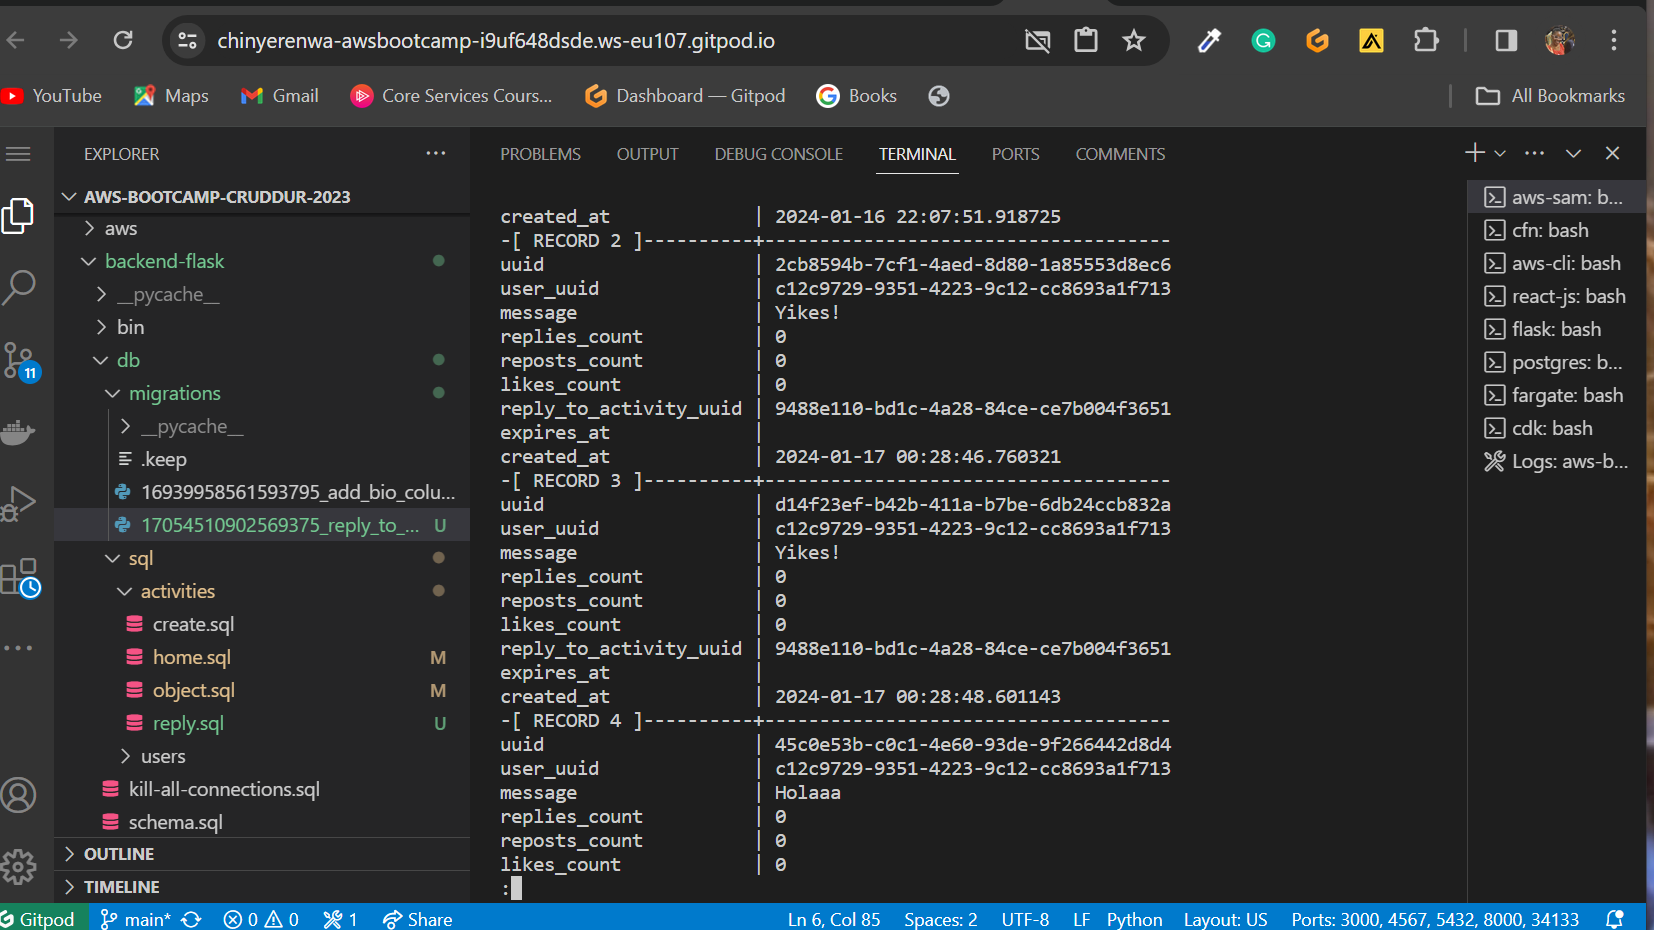 chinyerenwa-awsbootcamp-i9uf648dsde.ws-eu107.gitpod.io
YouTube Maps Gmail Core Services Cours... Dashboard — Gitpod Books All Bookmarks
EXPLORER
AWS-BOOTCAMP-CRUDDUR-2023
aws
backend-flask
__pycache__
bin
db
migrations
__pycache__
.keep
16939958561593795_add_bio_colu...
17054510902569375_reply_to_... U
sql
activities
create.sql
home.sql M
object.sql M
reply.sql U
users
kill-all-connections.sql
schema.sql
OUTLINE
TIMELINE
11
PROBLEMS OUTPUT DEBUG CONSOLE TERMINAL PORTS COMMENTS
created_at | 2024-01-16 22:07:51.918725
-[ RECORD 2 ]----------+-----------------------------------
uuid | 2cb8594b-7cf1-4aed-8d80-1a85553d8ec6
user_uuid | c12c9729-9351-4223-9c12-cc8693a1f713
message | Yikes!
replies_count | 0
reposts_count | 0
likes_count | 0
reply_to_activity_uuid | 9488e110-bd1c-4a28-84ce-ce7b004f3651
expires_at |
created_at | 2024-01-17 00:28:46.760321
-[ RECORD 3 ]----------+-----------------------------------
uuid | d14f23ef-b42b-411a-b7be-6db24ccb832a
user_uuid | c12c9729-9351-4223-9c12-cc8693a1f713
message | Yikes!
replies_count | 0
reposts_count | 0
likes_count | 0
reply_to_activity_uuid | 9488e110-bd1c-4a28-84ce-ce7b004f3651
expires_at |
created_at | 2024-01-17 00:28:48.601143
-[ RECORD 4 ]----------+-----------------------------------
uuid | 45c0e53b-c0c1-4e60-93de-9f266442d8d4
user_uuid | c12c9729-9351-4223-9c12-cc8693a1f713
message | Holaaa
replies_count | 0
reposts_count | 0
likes_count | 0
:
aws-sam: b...
cfn: bash
aws-cli: bash
react-js: bash
flask: bash
postgres: b...
fargate: bash
cdk: bash
Logs: aws-b...
Gitpod main* 0 0 1 Share Ln 6, Col 85 Spaces: 2 UTF-8 LF Python Layout: US Ports: 3000, 4567, 5432, 8000, 34133